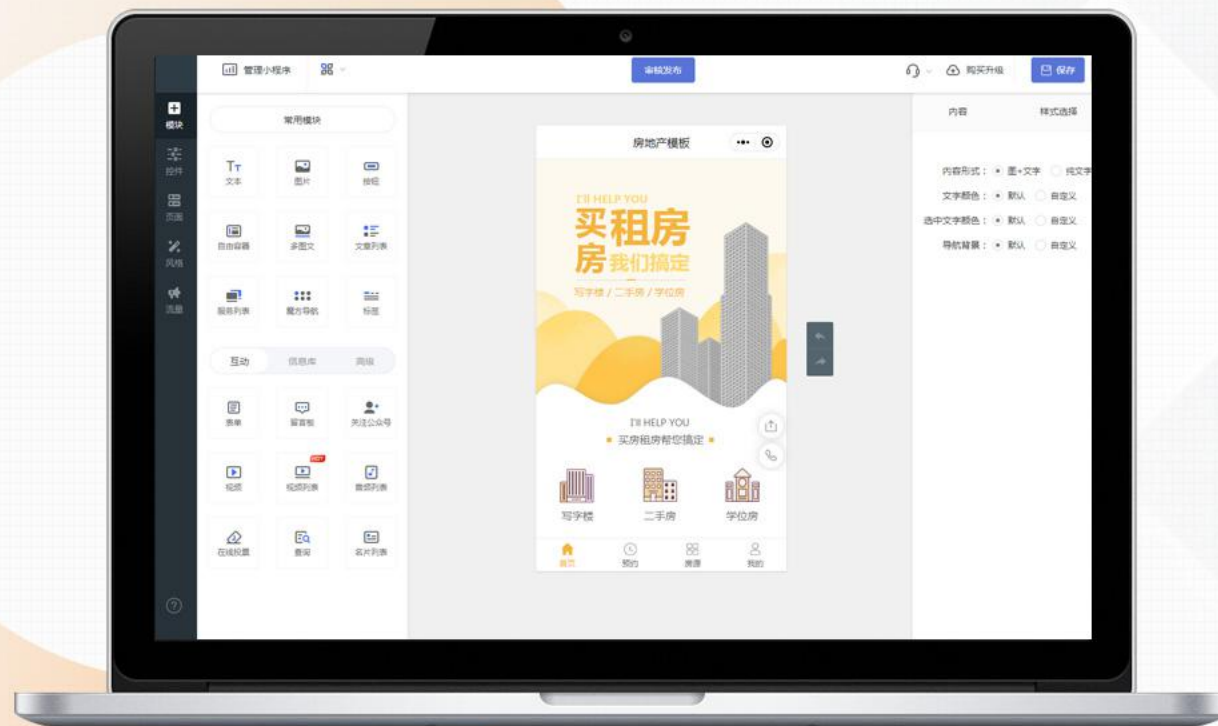 管理小程序
审核发布
购买升级
保存
模块
控件
页面
风格
流量
常用模块
文本
图片
按钮
自由容器
多图文
文章列表
服务列表
魔方导航
标签
互动
信息库
高级
表单
留言板
关注公众号
视频
HOT
视频列表
音频列表
在线投票
查询
名片列表
房地产模板
I'll HELP YOU
买租房
房我们搞定
写字楼 / 二手房 / 学位房
I'll HELP YOU
买房租房帮您搞定
写字楼
二手房
学位房
首页
预约
房源
我的
内容
样式选择
内容形式： 图+文字 纯文字
文字颜色： 默认 自定义
选中文字颜色： 默认 自定义
导航背景： 默认 自定义